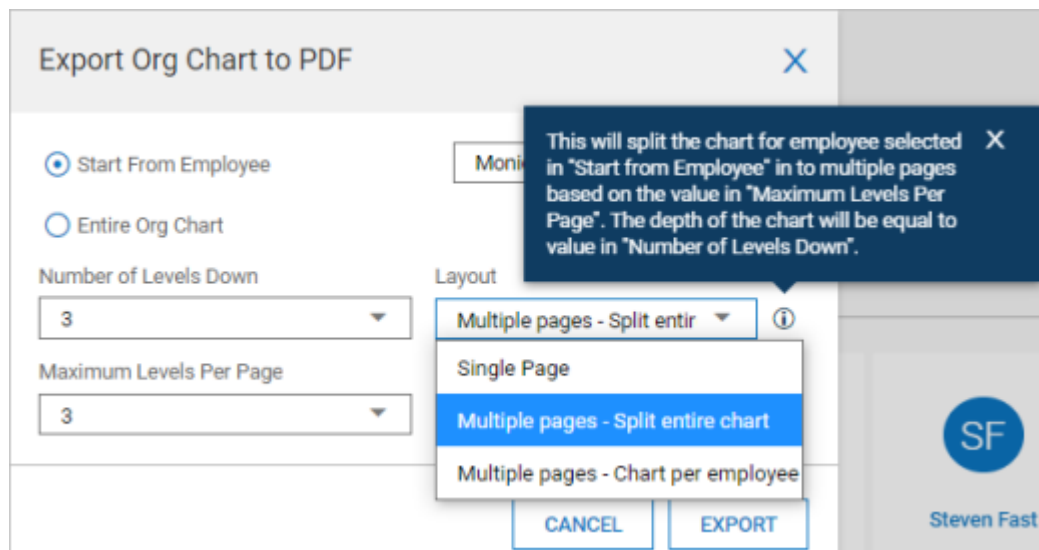 Export Org Chart to PDF
X
This will split the chart for employee selected X
in "Start from Employee" in to multiple pages
based on the value in "Maximum Levels Per
Page". The depth of the chart will be equal to
value in "Number of Levels Down".
Start From Employee
Moni
Entire Org Chart
Number of Levels Down
3
Layout
Multiple pages - Split entir
Single Page
Multiple pages - Split entire chart
Multiple pages - Chart per employee
Maximum Levels Per Page
3
CANCEL
EXPORT
SF
Steven Fast